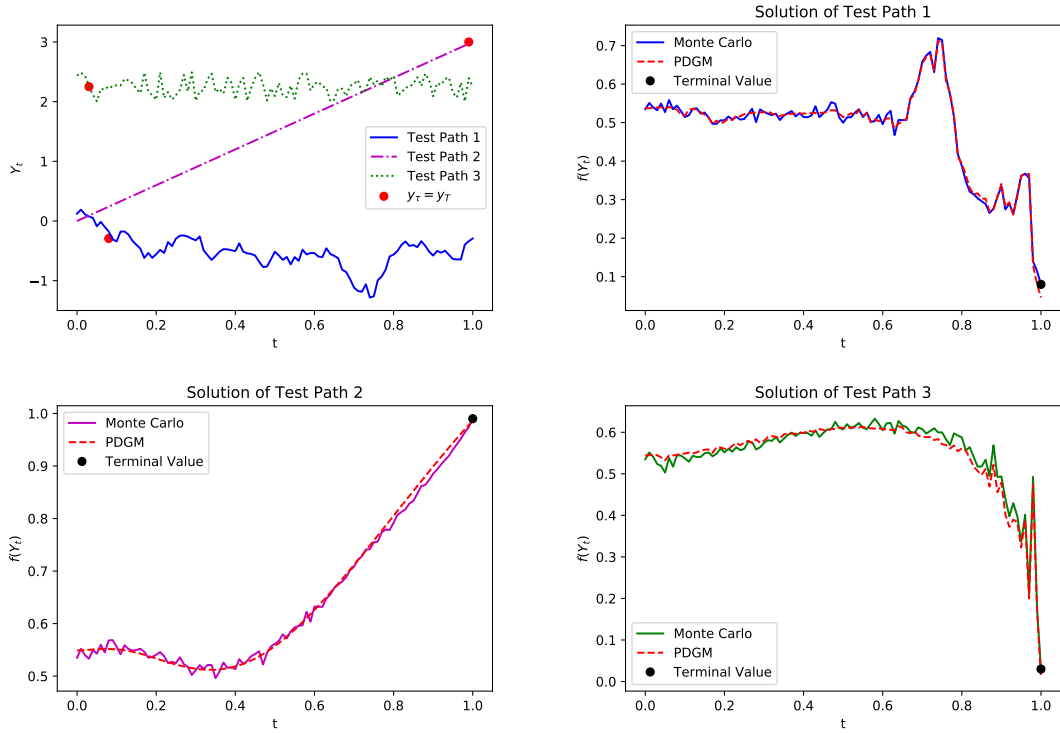 3
2
1
0
−1
Y_t
0.0 0.2 0.4 0.6 0.8 1.0
t
Test Path 1
Test Path 2
Test Path 3
y_τ = y_T
Solution of Test Path 1
0.7
0.6
0.5
0.4
0.3
0.2
0.1
f(Y_t)
0.0 0.2 0.4 0.6 0.8 1.0
t
Monte Carlo
PDGM
Terminal Value
Solution of Test Path 2
1.0
0.9
0.8
0.7
0.6
0.5
f(Y_t)
0.0 0.2 0.4 0.6 0.8 1.0
t
Monte Carlo
PDGM
Terminal Value
Solution of Test Path 3
0.6
0.5
0.4
0.3
0.2
0.1
0.0
f(Y_t)
0.0 0.2 0.4 0.6 0.8 1.0
t
Monte Carlo
PDGM
Terminal Value